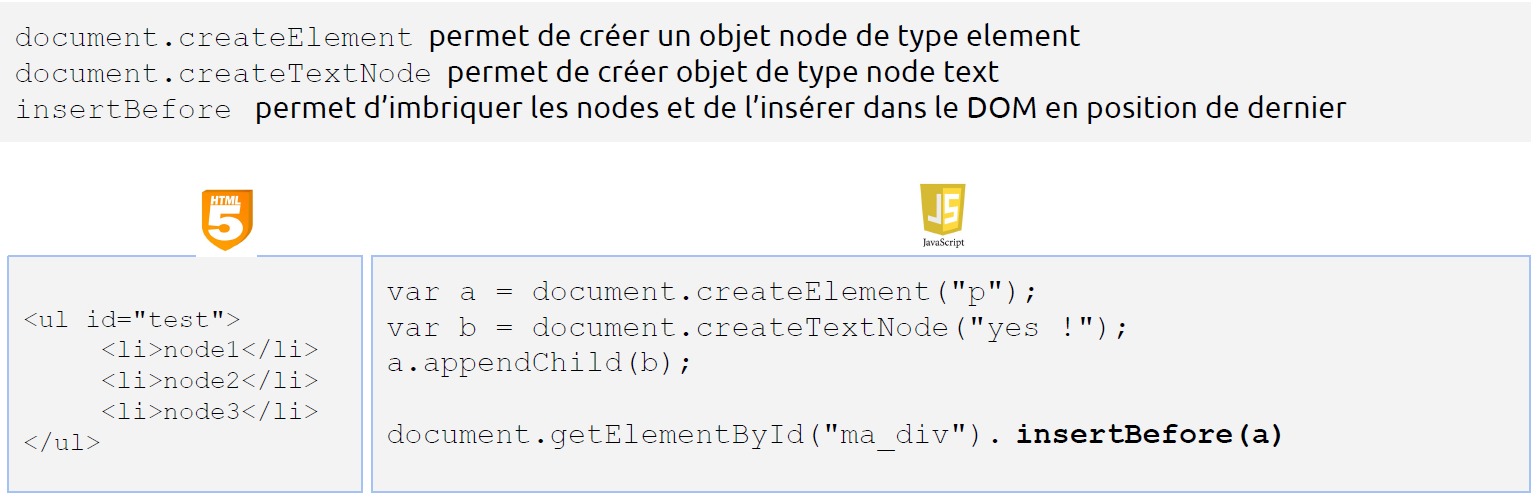 document.createElement permet de créer un objet node de type element
document.createTextNode permet de créer objet de type node text
insertBefore permet d’imbriquer les nodes et de l’insérer dans le DOM en position de dernier
HTML
5
JS
JavaScript
<ul id="test">
<li>node1</li>
<li>node2</li>
<li>node3</li>
</ul>
var a = document.createElement("p");
var b = document.createTextNode("yes !");
a.appendChild(b);
document.getElementById("ma_div"). insertBefore(a)